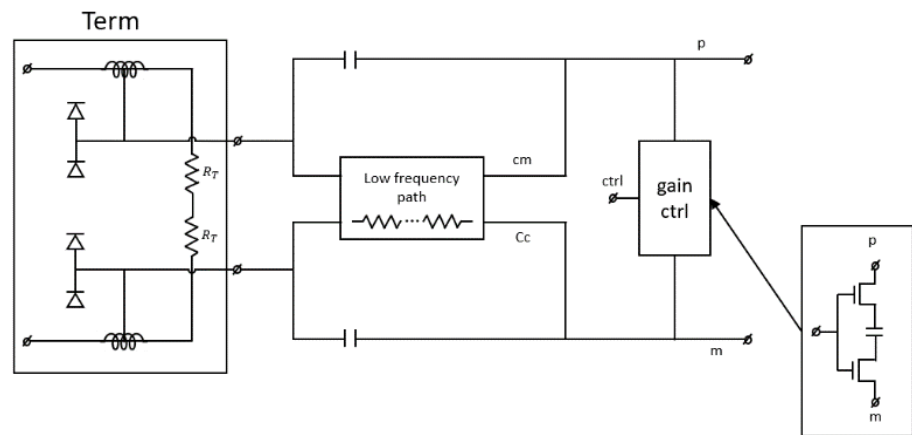 Term
p
R_T
Low frequency
path
cm
ctrl
gain
ctrl
R_T
Cc
p
m
m